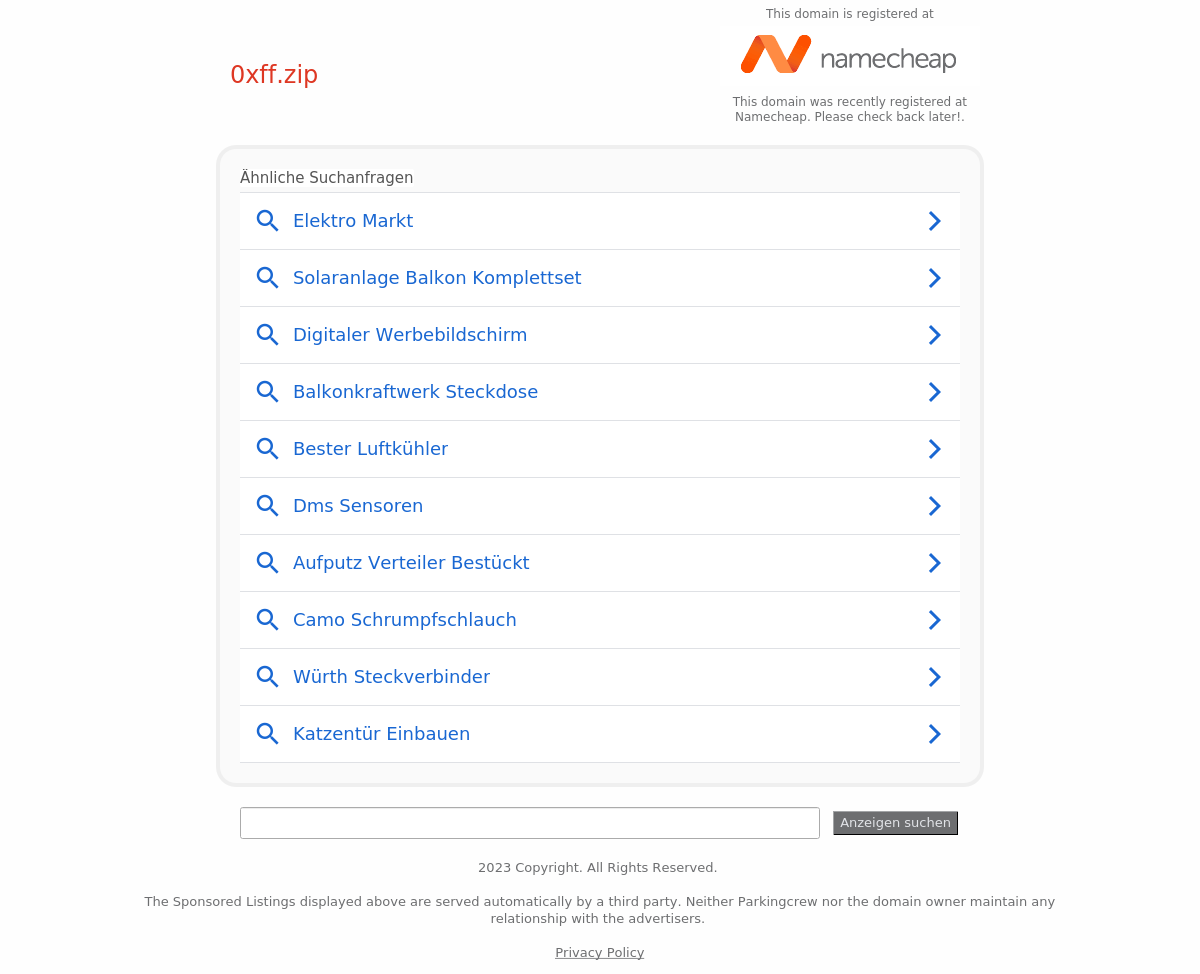 This domain is registered at
namecheap
0xff.zip
This domain was recently registered at
Namecheap. Please check back later!.
Ähnliche Suchanfragen
Elektro Markt
Solaranlage Balkon Komplettset
Digitaler Werbebildschirm
Balkonkraftwerk Steckdose
Bester Luftkühler
Dms Sensoren
Aufputz Verteiler Bestückt
Camo Schrumpfschlauch
Würth Steckverbinder
Katzentür Einbauen
Anzeigen suchen
2023 Copyright. All Rights Reserved.
The Sponsored Listings displayed above are served automatically by a third party. Neither Parkingcrew nor the domain owner maintain any
relationship with the advertisers.
Privacy Policy